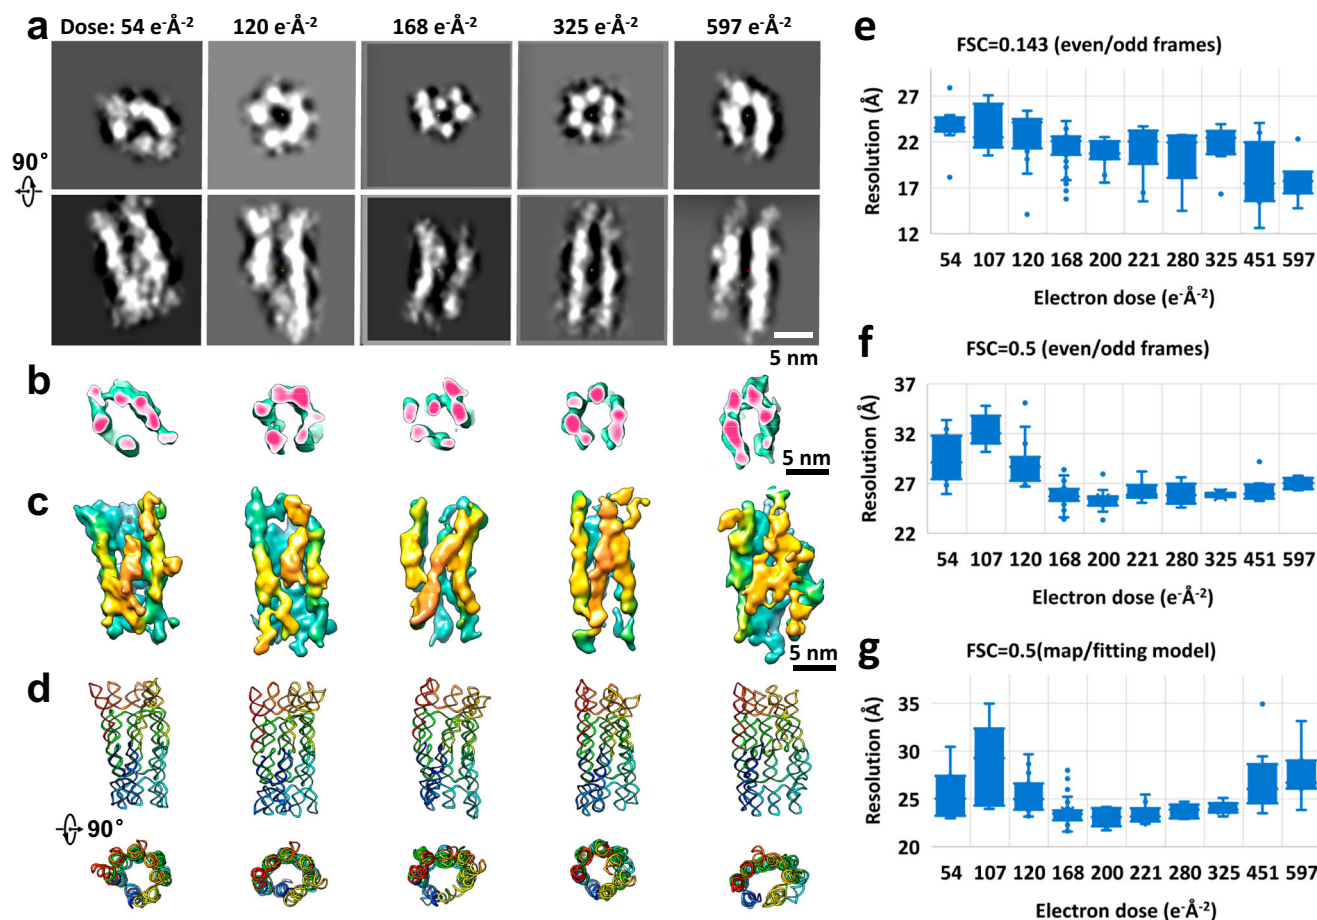 a
Dose: 54 e⁻Å⁻²
120 e⁻Å⁻²
168 e⁻Å⁻²
325 e⁻Å⁻²
597 e⁻Å⁻²
90°
5 nm
b
5 nm
c
5 nm
d
90°
e
FSC=0.143 (even/odd frames)
Resolution (Å)
27
22
17
12
54 107 120 168 200 221 280 325 451 597
Electron dose (e⁻Å⁻²)
f
FSC=0.5 (even/odd frames)
Resolution (Å)
37
32
27
22
54 107 120 168 200 221 280 325 451 597
Electron dose (e⁻Å⁻²)
g
FSC=0.5(map/fitting model)
Resolution (Å)
35
30
25
20
54 107 120 168 200 221 280 325 451 597
Electron dose (e⁻Å⁻²)